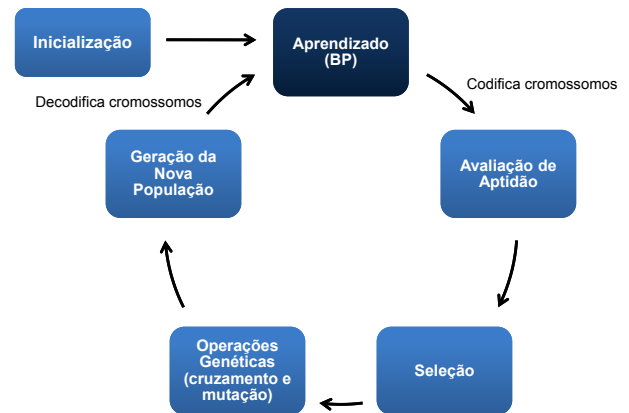 Inicialização
Aprendizado
(BP)
Decodifica cromossomos
Codifica cromossomos
Geração da
Nova
População
Avaliação de
Aptidão
Operações
Genéticas
(cruzamento e
mutação)
Seleção